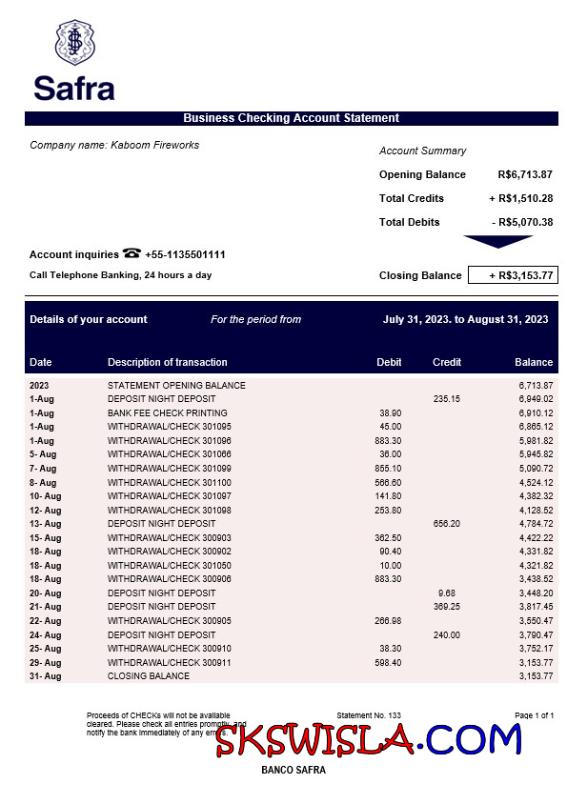 Safra
Business Checking Account Statement
Company name: Kaboom Fireworks
Account Summary
Opening Balance R$6,713.87
Total Credits + R$1,510.28
Total Debits - R$5,070.38
Account inquiries ☎ +55-1135501111
Call Telephone Banking, 24 hours a day
Closing Balance + R$3,153.77
Details of your account For the period from July 31, 2023. to August 31, 2023
Date Description of transaction Debit Credit Balance
2023 STATEMENT OPENING BALANCE 6,713.87
1-Aug DEPOSIT NIGHT DEPOSIT 235.15 6,949.02
1-Aug BANK FEE CHECK PRINTING 38.90 6,910.12
1-Aug WITHDRAWAL/CHECK 301095 45.00 6,865.12
1-Aug WITHDRAWAL/CHECK 301096 883.30 5,981.82
5- Aug WITHDRAWAL/CHECK 301066 36.00 5,945.82
7- Aug WITHDRAWAL/CHECK 301099 855.10 5,090.72
8- Aug WITHDRAWAL/CHECK 301100 566.60 4,524.12
10- Aug WITHDRAWAL/CHECK 301097 141.80 4,382.32
12- Aug WITHDRAWAL/CHECK 301098 253.80 4,128.52
13- Aug DEPOSIT NIGHT DEPOSIT 656.20 4,784.72
15- Aug WITHDRAWAL/CHECK 300903 362.50 4,422.22
18- Aug WITHDRAWAL/CHECK 300902 90.40 4,331.82
18- Aug WITHDRAWAL/CHECK 301050 10.00 4,321.82
18- Aug WITHDRAWAL/CHECK 300906 883.30 3,438.52
20- Aug DEPOSIT NIGHT DEPOSIT 9.68 3,448.20
21- Aug DEPOSIT NIGHT DEPOSIT 369.25 3,817.45
22- Aug WITHDRAWAL/CHECK 300905 266.98 3,550.47
24- Aug DEPOSIT NIGHT DEPOSIT 240.00 3,790.47
25- Aug WITHDRAWAL/CHECK 300910 38.30 3,752.17
29- Aug WITHDRAWAL/CHECK 300911 598.40 3,153.77
31- Aug CLOSING BALANCE 3,153.77
Proceeds of CHECKs will not be available Statement No. 133 Page 1 of 1
cleared. Please check all entries promptly, and
notify the bank immediately of any errors.
SKSWISLA.COM
BANCO SAFRA